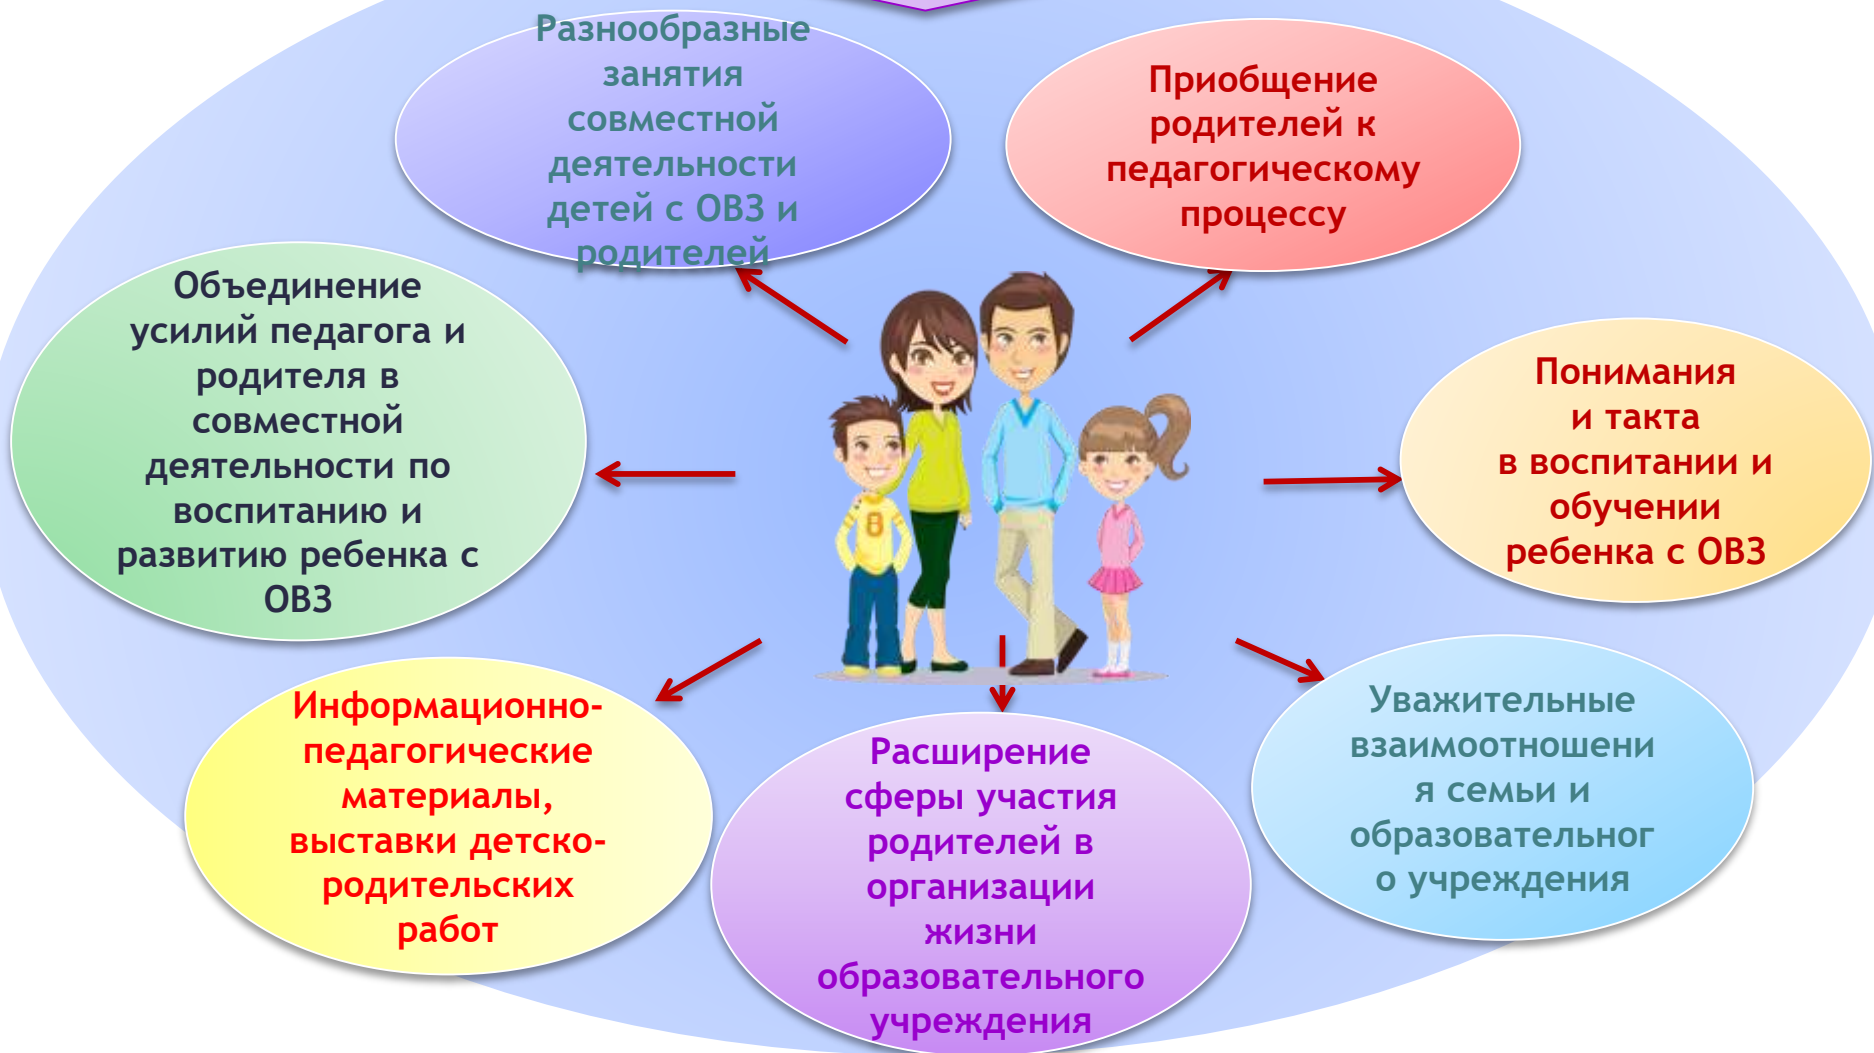 Разнообразные
занятия
совместной
деятельности
детей с ОВЗ и
родителей
Приобщение
родителей к
педагогическому
процессу
Объединение
усилий педагога и
родителя в
совместной
деятельности по
воспитанию и
развитию ребенка с
ОВЗ
Понимания
и такта
в воспитании и
обучении
ребенка с ОВЗ
Информационно-
педагогические
материалы,
выставки детско-
родительских
работ
Расширение
сферы участия
родителей в
организации
жизни
образовательного
учреждения
Уважительные
взаимоотношени
я семьи и
образовательног
о учреждения
8